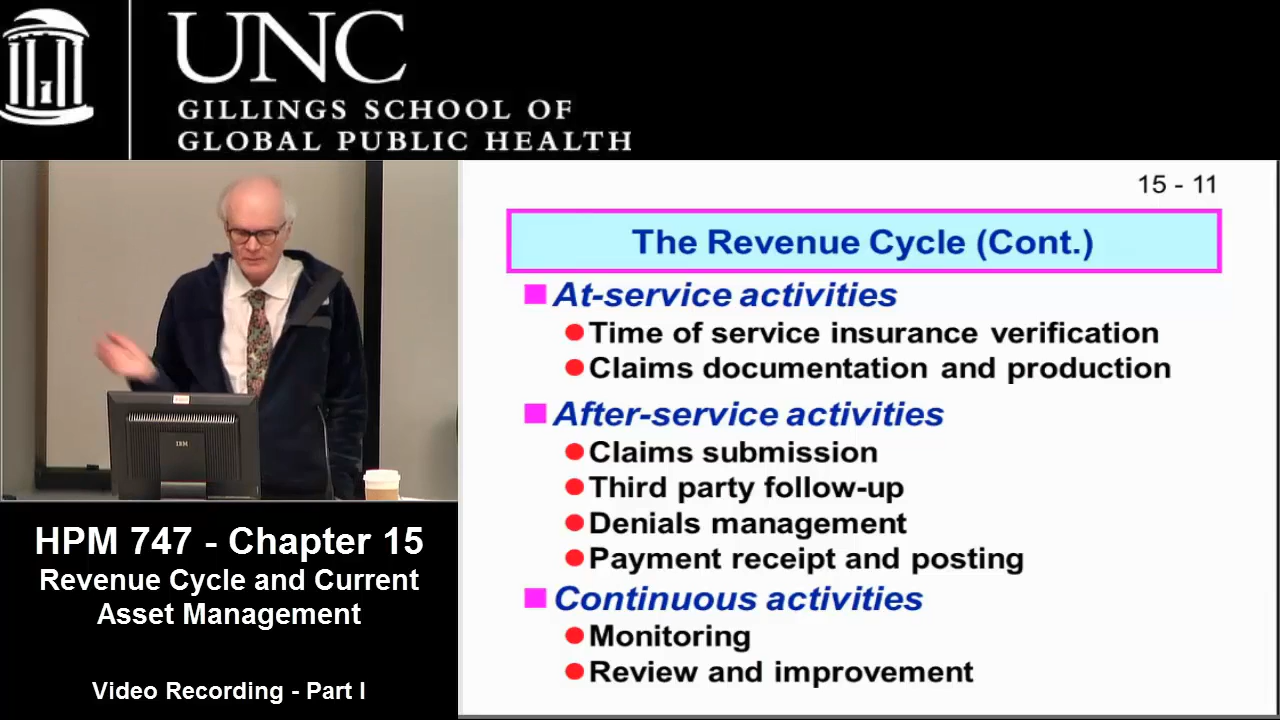 UNC
GILLINGS SCHOOL OF
GLOBAL PUBLIC HEALTH
15 - 11
The Revenue Cycle (Cont.)
At-service activities
Time of service insurance verification
Claims documentation and production
After-service activities
Claims submission
Third party follow-up
Denials management
Payment receipt and posting
Continuous activities
Monitoring
Review and improvement
IBM
HPM 747 - Chapter 15
Revenue Cycle and Current
Asset Management
Video Recording - Part I